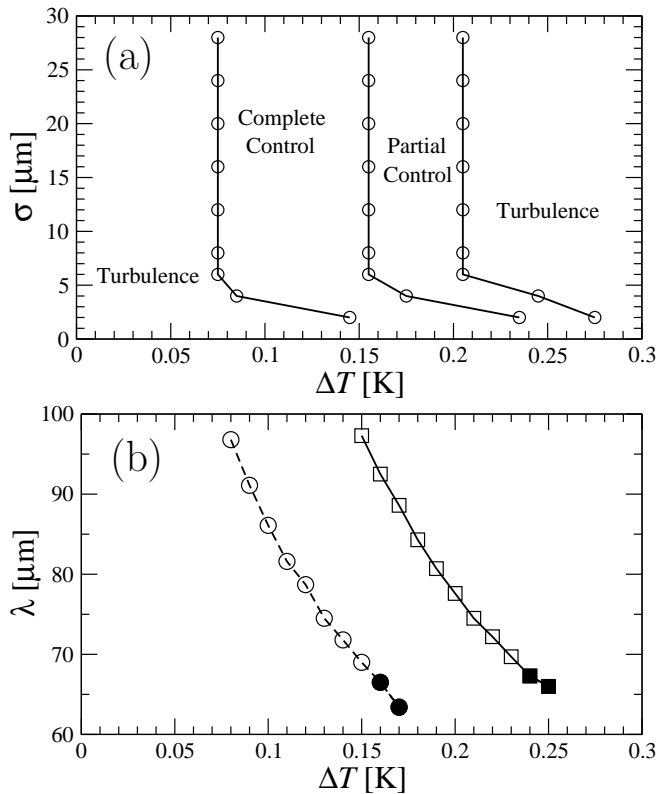 30
25
20
15
10
5
0
σ [µm]
(a)
Complete
Control
Partial
Control
Turbulence
Turbulence
0 0.05 0.1 0.15 0.2 0.25 0.3
ΔT [K]
100
90
80
70
60
λ [µm]
(b)
0 0.05 0.1 0.15 0.2 0.25 0.3
ΔT [K]